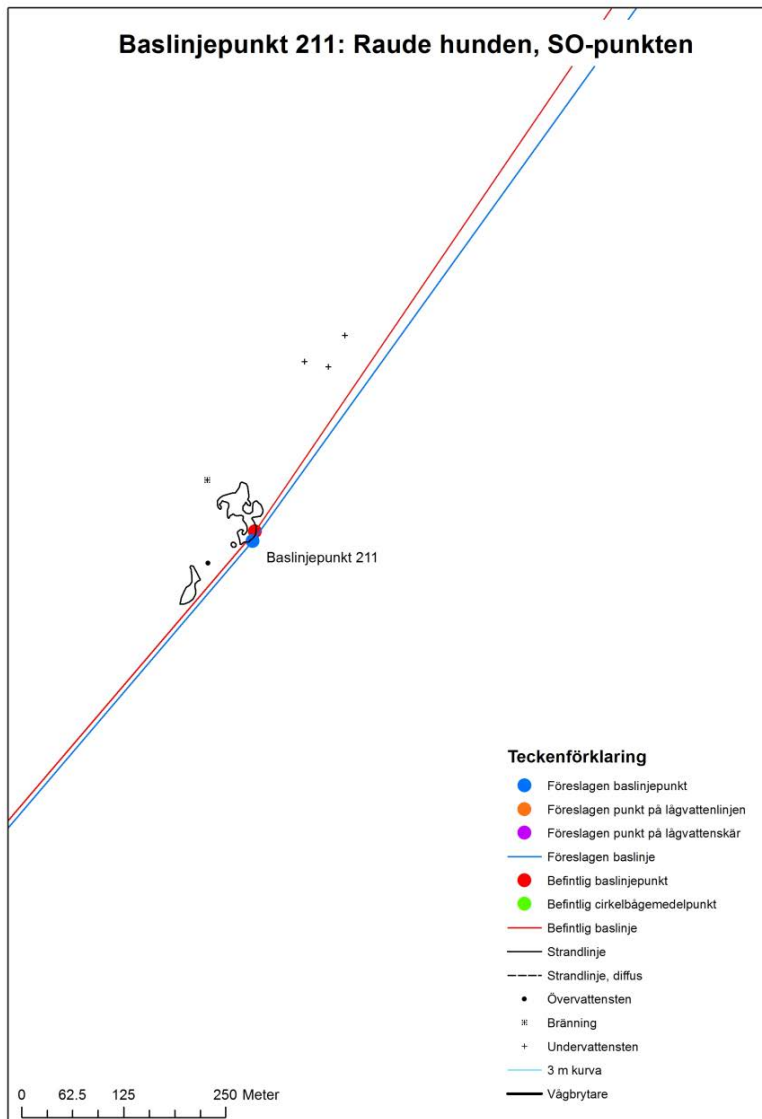 Baslinjepunkt 211: Raude hunden, SO-punkten
Baslinjepunkt 211
Teckenförklaring
Föreslagen baslinjepunkt
Föreslagen punkt på lågvattenlinjen
Föreslagen punkt på lågvattenskär
Föreslagen baslinje
Befintlig baslinjepunkt
Befintlig cirkelbågemedelpunkt
Befintlig baslinje
Strandlinje
Strandlinje, diffus
Övervattensten
Bränning
Undervattensten
3 m kurva
Vågbrytare
0 62.5 125 250 Meter